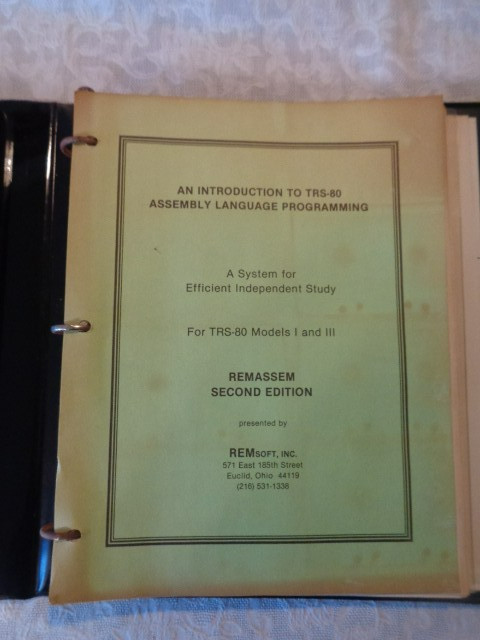 AN INTRODUCTION TO TRS-80
ASSEMBLY LANGUAGE PROGRAMMING
A System for
Efficient Independent Study
For TRS-80 Models I and III
REMASSEM
SECOND EDITION
presented by
REMSOFT, INC.
571 East 185th Street
Euclid, Ohio 44119
(216) 531-1338